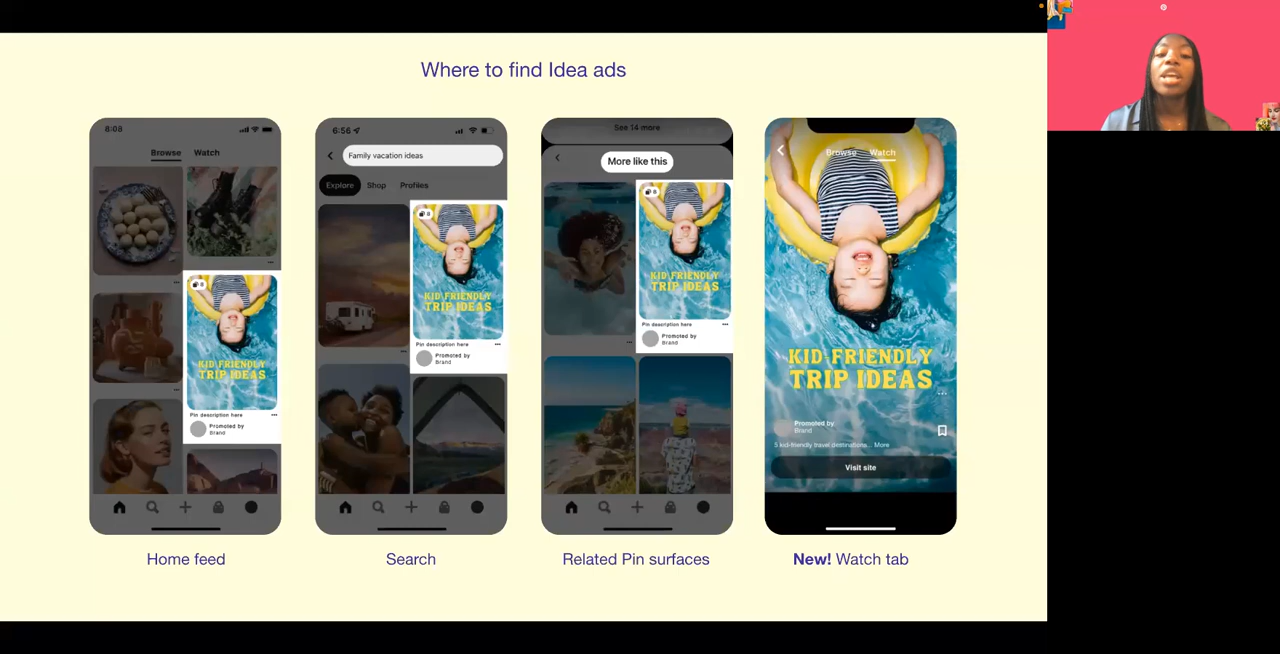 Where to find Idea ads
8:08
Browse Watch
8
KID FRIENDLY
TRIP IDEAS
Pin description here
Promoted by
Brand
Home feed
6:56
Family vacation ideas
Explore Shop Profiles
8
KID FRIENDLY
TRIP IDEAS
Pin description here
Promoted by
Brand
Search
See 14 more
More like this
8
KID FRIENDLY
TRIP IDEAS
Pin description here
Promoted by
Brand
Related Pin surfaces
Browse Watch
KID FRIENDLY
TRIP IDEAS
Promoted by
Brand
5 kid-friendly travel destinations... More
Visit site
New! Watch tab